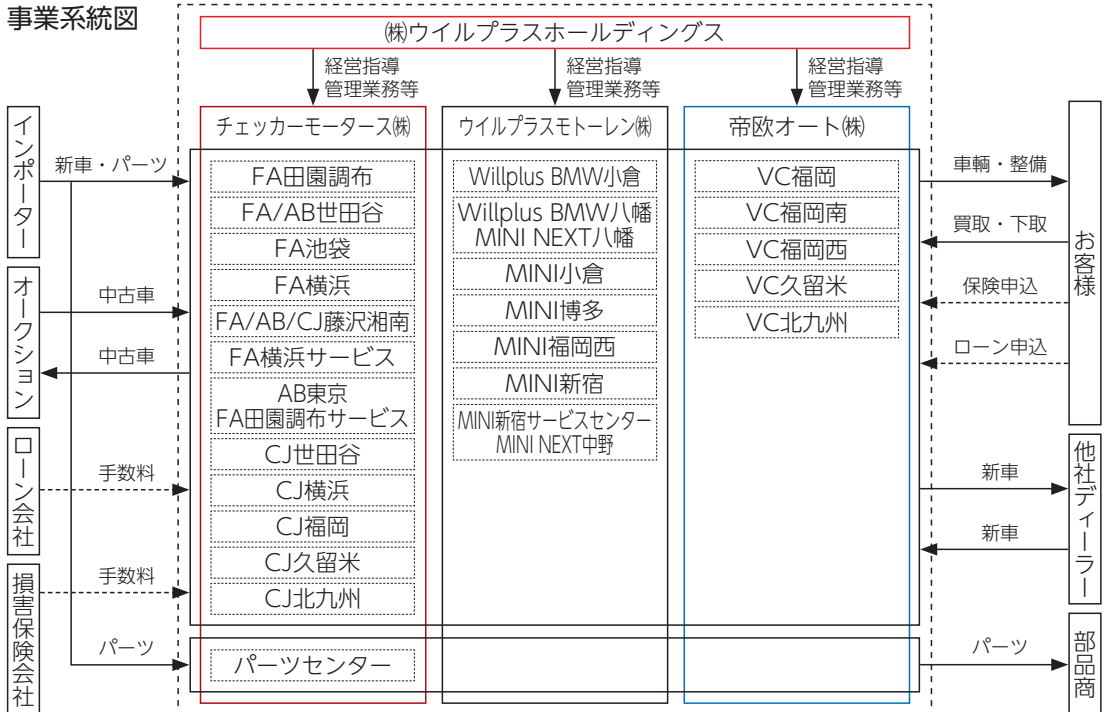 事業系統図
㈱ウイルプラスホールディングス
経営指導
管理業務等
経営指導
管理業務等
経営指導
管理業務等
インポーター
オークション
ローン会社
損害保険会社
新車・パーツ
中古車
中古車
手数料
手数料
パーツ
チェッカーモータース㈱
FA田園調布
FA/AB世田谷
FA池袋
FA横浜
FA/AB/CJ藤沢湘南
FA横浜サービス
AB東京
FA田園調布サービス
CJ世田谷
CJ横浜
CJ福岡
CJ久留米
CJ北九州
パーツセンター
ウイルプラスモトーレン㈱
Willplus BMW小倉
Willplus BMW八幡
MINI NEXT八幡
MINI小倉
MINI博多
MINI福岡西
MINI新宿
MINI新宿サービスセンター
MINI NEXT中野
帝欧オート㈱
VC福岡
VC福岡南
VC福岡西
VC久留米
VC北九州
車輌・整備
買取・下取
保険申込
ローン申込
新車
新車
パーツ
お客様
他社ディーラー
部品商